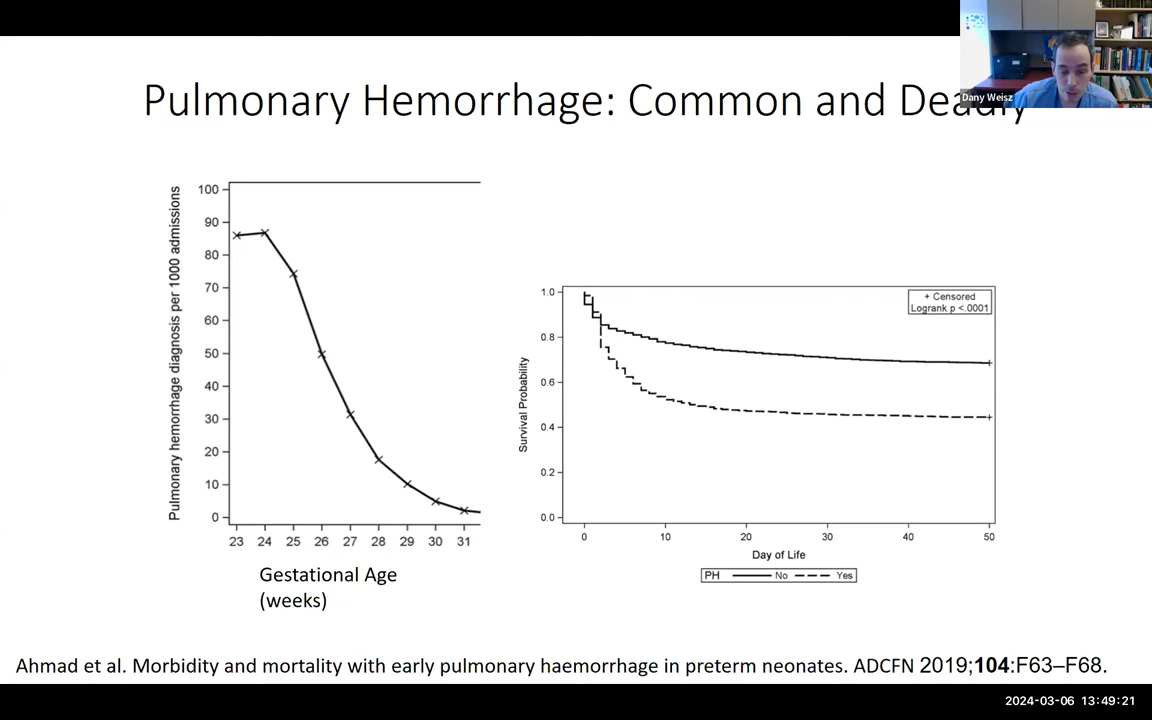 Dany Weisz
Pulmonary Hemorrhage: Common and Deadly
Pulmonary hemorrhage diagnosis per 1000 admissions
100
90
80
70
60
50
40
30
20
10
0
23 24 25 26 27 28 29 30 31
Gestational Age
(weeks)
Survival Probability
1.0
0.8
0.6
0.4
0.2
0.0
+ Censored
Logrank p <.0001
0 10 20 30 40 50
Day of Life
PH No Yes
Ahmad et al. Morbidity and mortality with early pulmonary haemorrhage in preterm neonates. ADCFN 2019;104:F63–F68.
2024-03-06 13:49:21